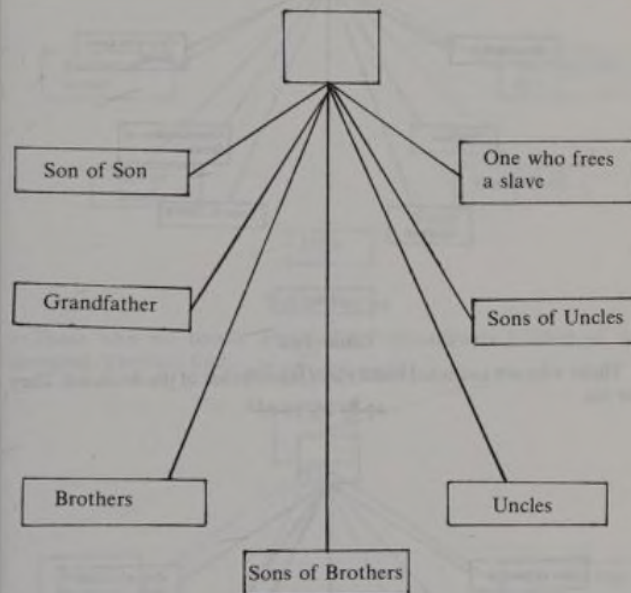 Son of Son
One who frees
a slave
Grandfather
Sons of Uncles
Brothers
Uncles
Sons of Brothers